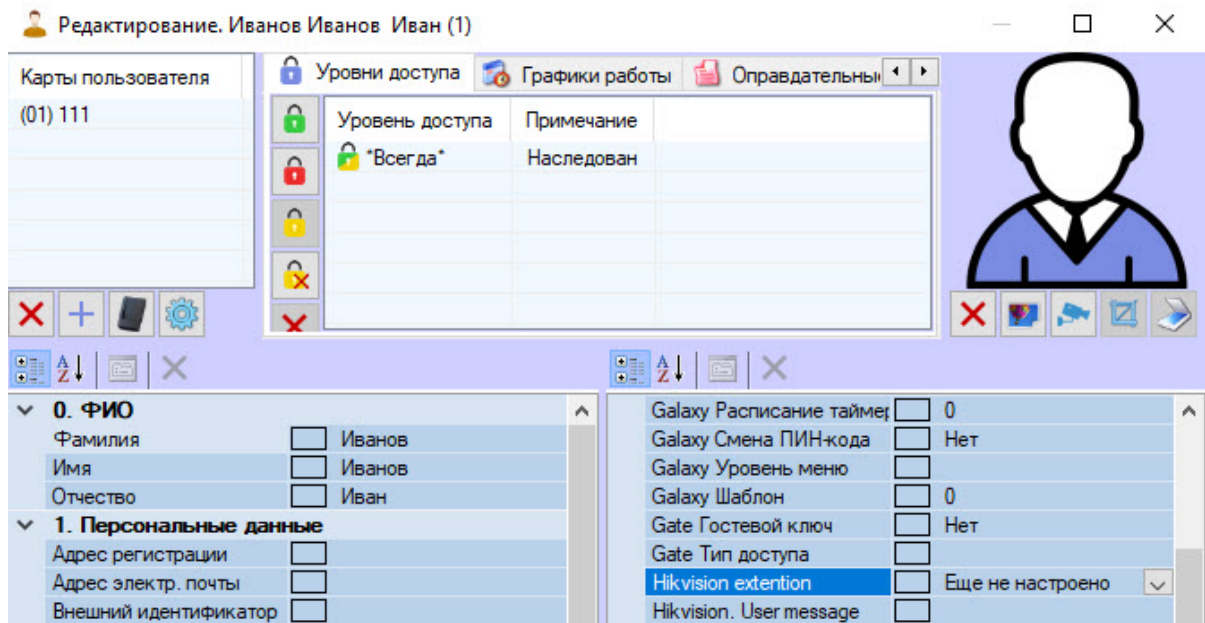 Редактирование. Иванов Иванов Иван (1)
Карты пользователя
(01) 111
Уровни доступа Графики работы Оправдательны
Уровень доступа Примечание
*Всегда* Наследован
0. ФИО
Фамилия Иванов
Имя Иванов
Отчество Иван
1. Персональные данные
Адрес регистрации
Адрес электр. почты
Внешний идентификатор
Galaxy Расписание таймер 0
Galaxy Смена ПИН-кода Нет
Galaxy Уровень меню
Galaxy Шаблон 0
Gate Гостевой ключ Нет
Gate Тип доступа
Hikvision extention Еще не настроено
Hikvision. User message